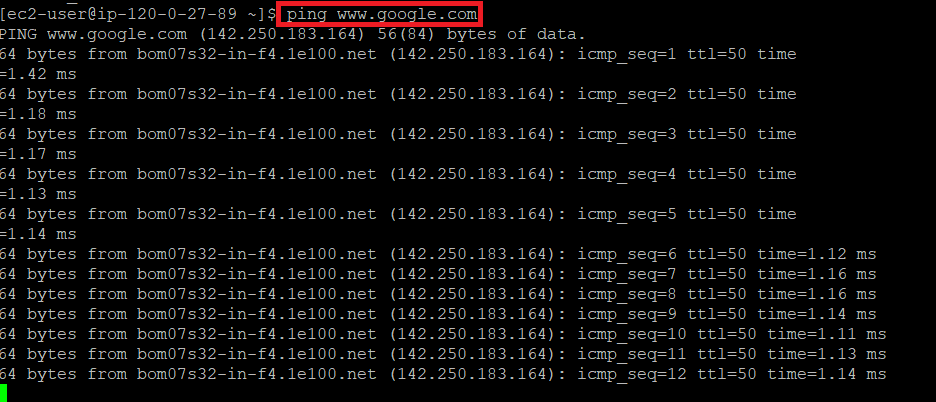 [ec2-user@ip-120-0-27-89 ~]$ ping www.google.com
PING www.google.com (142.250.183.164) 56(84) bytes of data.
64 bytes from bom07s32-in-f4.1e100.net (142.250.183.164): icmp_seq=1 ttl=50 time
=1.42 ms
64 bytes from bom07s32-in-f4.1e100.net (142.250.183.164): icmp_seq=2 ttl=50 time
=1.18 ms
64 bytes from bom07s32-in-f4.1e100.net (142.250.183.164): icmp_seq=3 ttl=50 time
=1.17 ms
64 bytes from bom07s32-in-f4.1e100.net (142.250.183.164): icmp_seq=4 ttl=50 time
=1.13 ms
64 bytes from bom07s32-in-f4.1e100.net (142.250.183.164): icmp_seq=5 ttl=50 time
=1.14 ms
64 bytes from bom07s32-in-f4.1e100.net (142.250.183.164): icmp_seq=6 ttl=50 time=1.12 ms
64 bytes from bom07s32-in-f4.1e100.net (142.250.183.164): icmp_seq=7 ttl=50 time=1.16 ms
64 bytes from bom07s32-in-f4.1e100.net (142.250.183.164): icmp_seq=8 ttl=50 time=1.16 ms
64 bytes from bom07s32-in-f4.1e100.net (142.250.183.164): icmp_seq=9 ttl=50 time=1.14 ms
64 bytes from bom07s32-in-f4.1e100.net (142.250.183.164): icmp_seq=10 ttl=50 time=1.11 ms
64 bytes from bom07s32-in-f4.1e100.net (142.250.183.164): icmp_seq=11 ttl=50 time=1.13 ms
64 bytes from bom07s32-in-f4.1e100.net (142.250.183.164): icmp_seq=12 ttl=50 time=1.14 ms